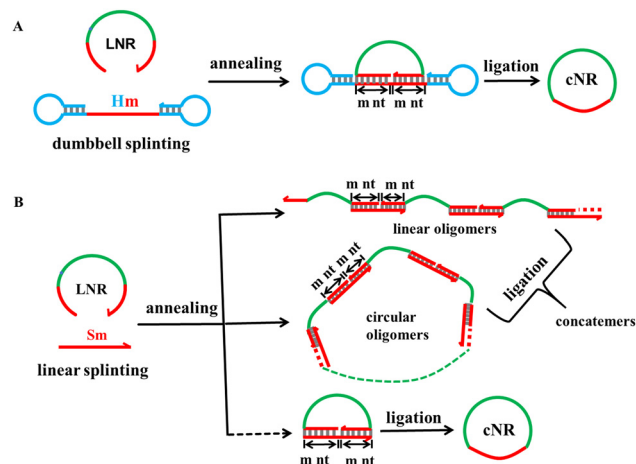 A
LNR
annealing
ligation
cNR
Hm
m nt m nt
dumbbell splinting
B
m nt m nt
linear oligomers
LNR
annealing
m nt m nt
circular
oligomers
ligation
concatemers
Sm
linear splinting
ligation
cNR
m nt m nt